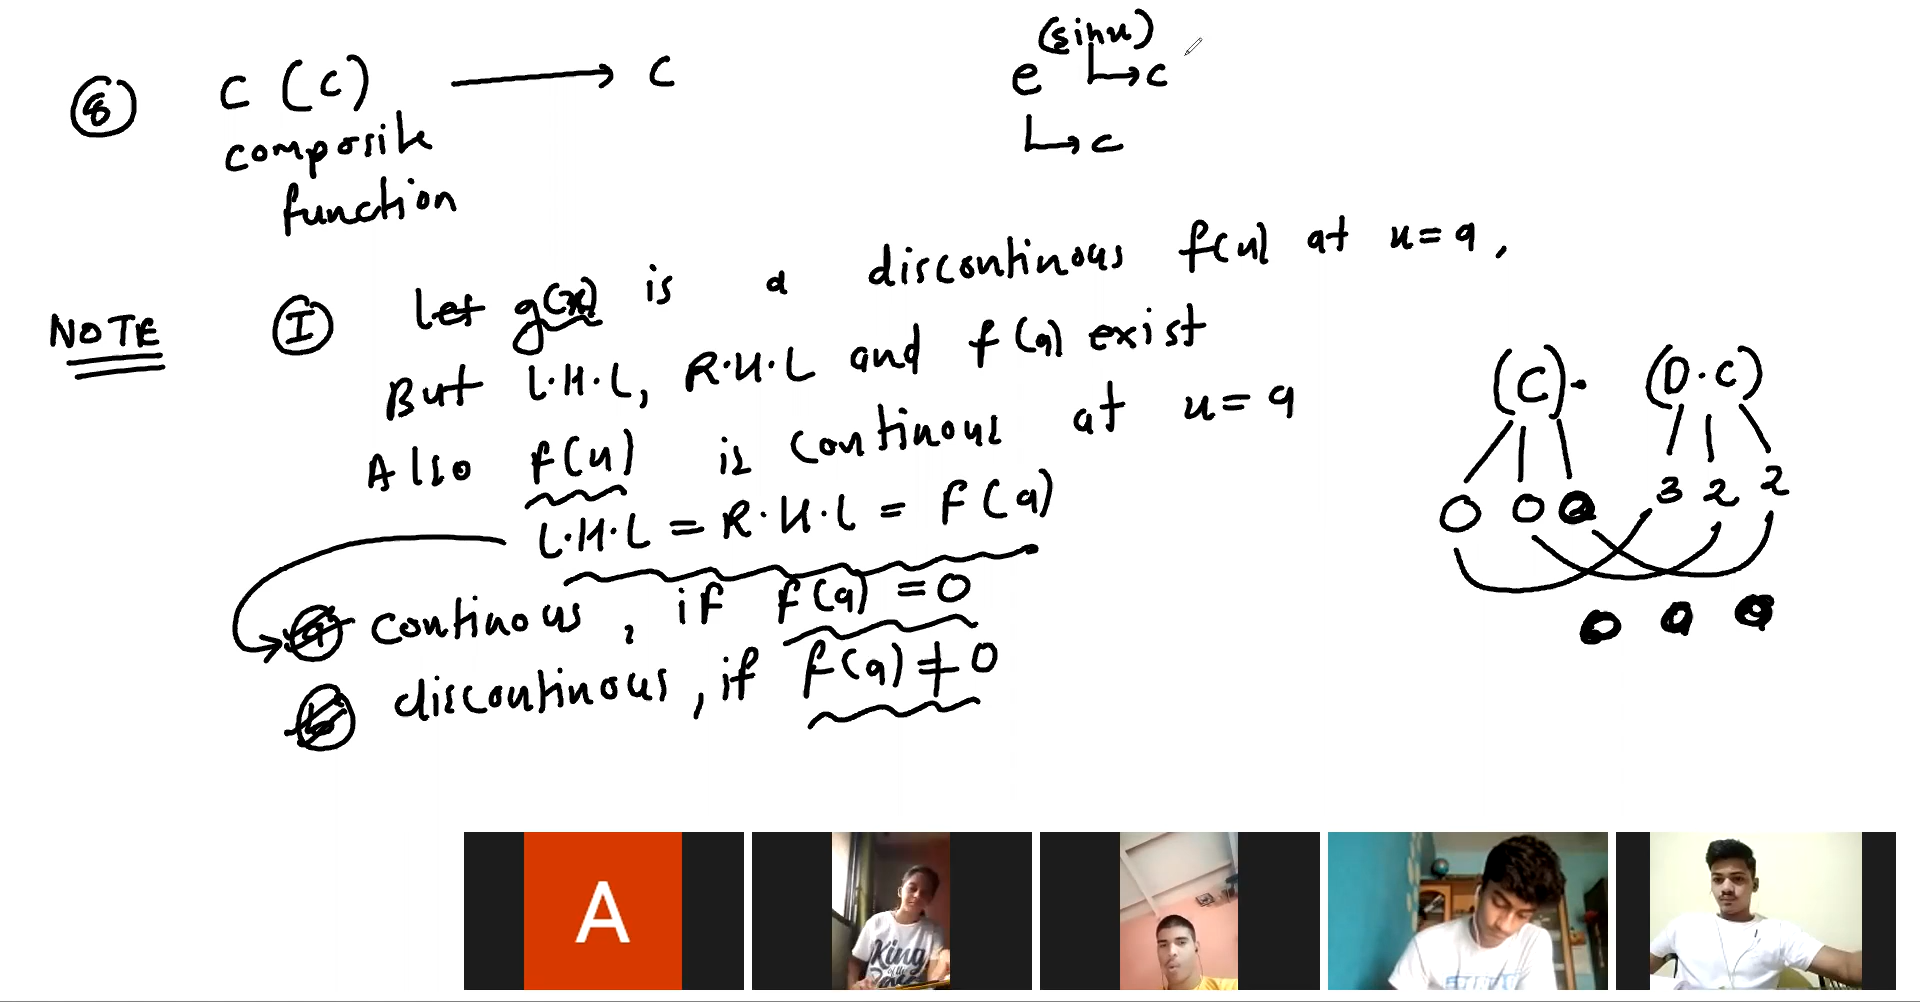 (8) C (C) ⟶ C
composite
function
e^(sinx)
↳ C
↳ C
NOTE
(I) let g(x) is a discontinous f(x) at x = a,
But L.H.L, R.H.L and f(a) exist
Also f(x) is continous at x = a
L.H.L = R.H.L = F(a)
(a) continous, if f(a) = 0
(b) discontinous, if f(a) ≠ 0
(C) . (D.C)
0 0 0 3 2 2
0 0 0
A
King